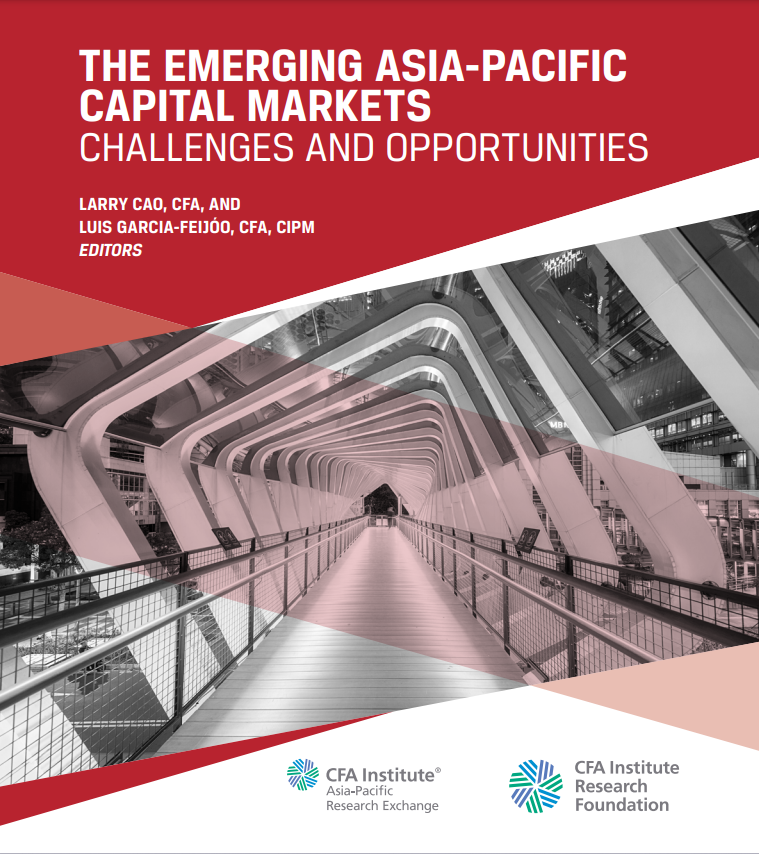 THE EMERGING ASIA-PACIFIC
CAPITAL MARKETS
CHALLENGES AND OPPORTUNITIES
LARRY CAO, CFA, AND
LUIS GARCIA-FEIJÓO, CFA, CIPM
EDITORS
CFA Institute®
Asia-Pacific
Research Exchange
CFA Institute
Research
Foundation